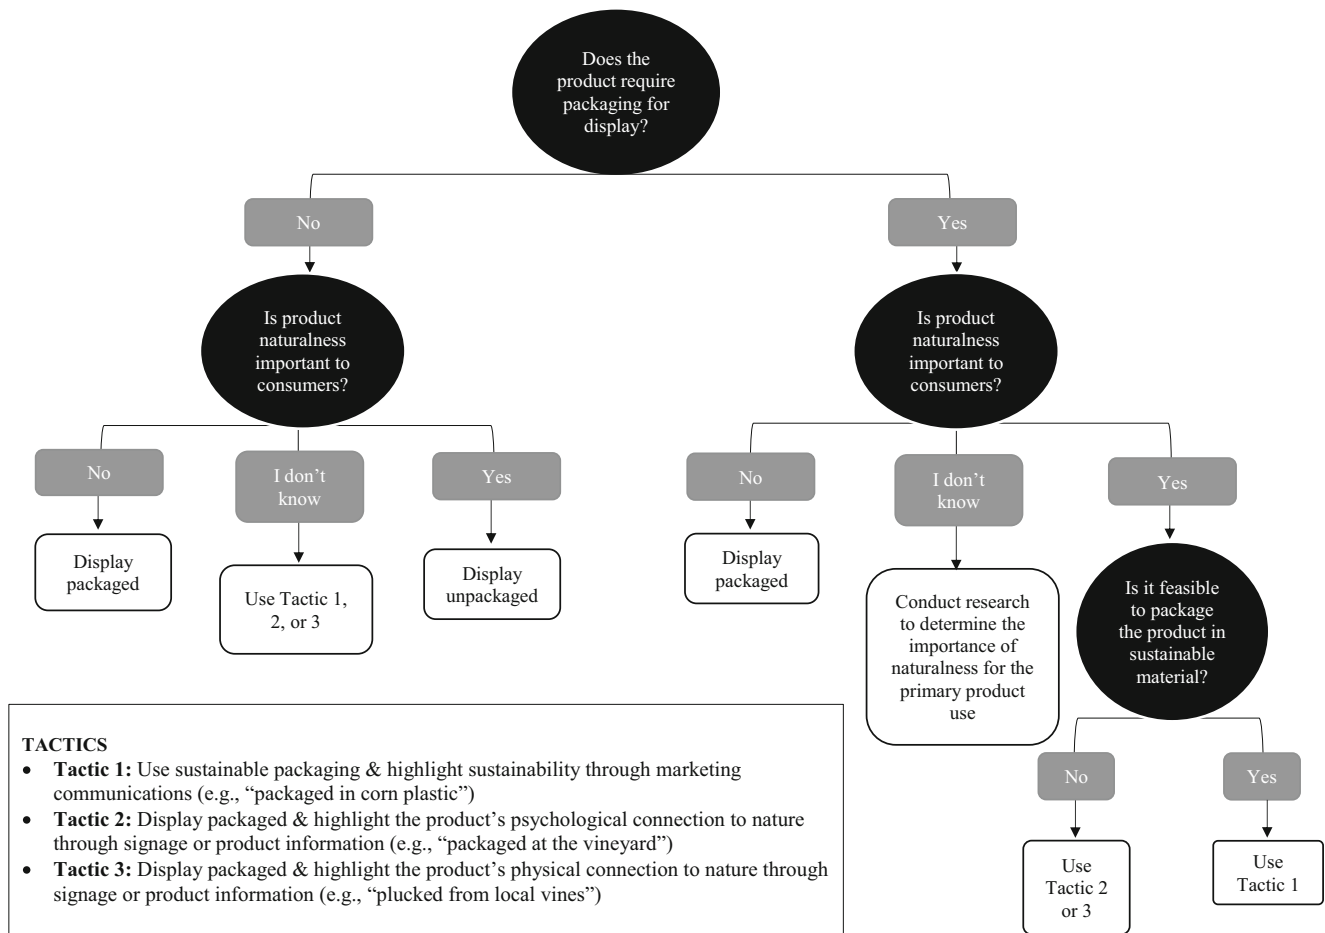 Does the
product require
packaging for
display?
No
Yes
Is product
naturalness
important to
consumers?
Is product
naturalness
important to
consumers?
No
I don’t
know
Yes
No
I don’t
know
Yes
Display
packaged
Use Tactic 1,
2, or 3
Display
unpackaged
Display
packaged
Conduct research
to determine the
importance of
naturalness for the
primary product
use
Is it feasible
to package
the product in
sustainable
material?
No
Yes
Use
Tactic 2
or 3
Use
Tactic 1
TACTICS
• Tactic 1: Use sustainable packaging & highlight sustainability through marketing
communications (e.g., “packaged in corn plastic”)
• Tactic 2: Display packaged & highlight the product’s psychological connection to nature
through signage or product information (e.g., “packaged at the vineyard”)
• Tactic 3: Display packaged & highlight the product’s physical connection to nature through
signage or product information (e.g., “plucked from local vines”)